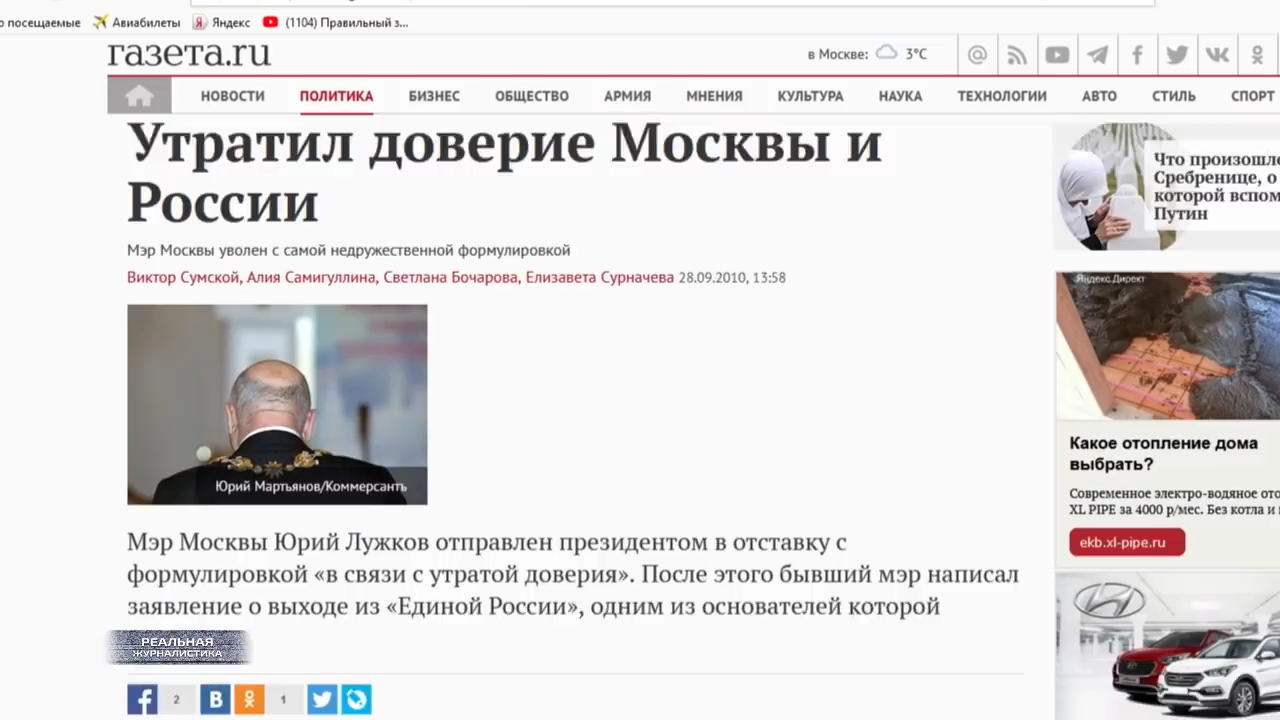 о посещаемые Авиабилеты Яндекс (1104) Правильный з...
газета.ru
в Москве: 3°C
НОВОСТИ ПОЛИТИКА БИЗНЕС ОБЩЕСТВО АРМИЯ МНЕНИЯ КУЛЬТУРА НАУКА ТЕХНОЛОГИИ АВТО СТИЛЬ СПОРТ
Утратил доверие Москвы и
России
Мэр Москвы уволен с самой недружественной формулировкой
Виктор Сумской, Алия Самигуллина, Светлана Бочарова, Елизавета Сурначева 28.09.2010, 13:58
Юрий Мартьянов/Коммерсантъ
Мэр Москвы Юрий Лужков отправлен президентом в отставку с
формулировкой «в связи с утратой доверия». После этого бывший мэр написал
заявление о выходе из «Единой России», одним из основателей которой
РЕАЛЬНАЯ
ЖУРНАЛИСТИКА
2 1
Что произошло
Сребренице, о
которой вспом
Путин
Яндекс.Директ
Какое отопление дома
выбрать?
Современное электро-водяное ото
XL PIPE за 4000 р/мес. Без котла и
ekb.xl-pipe.ru